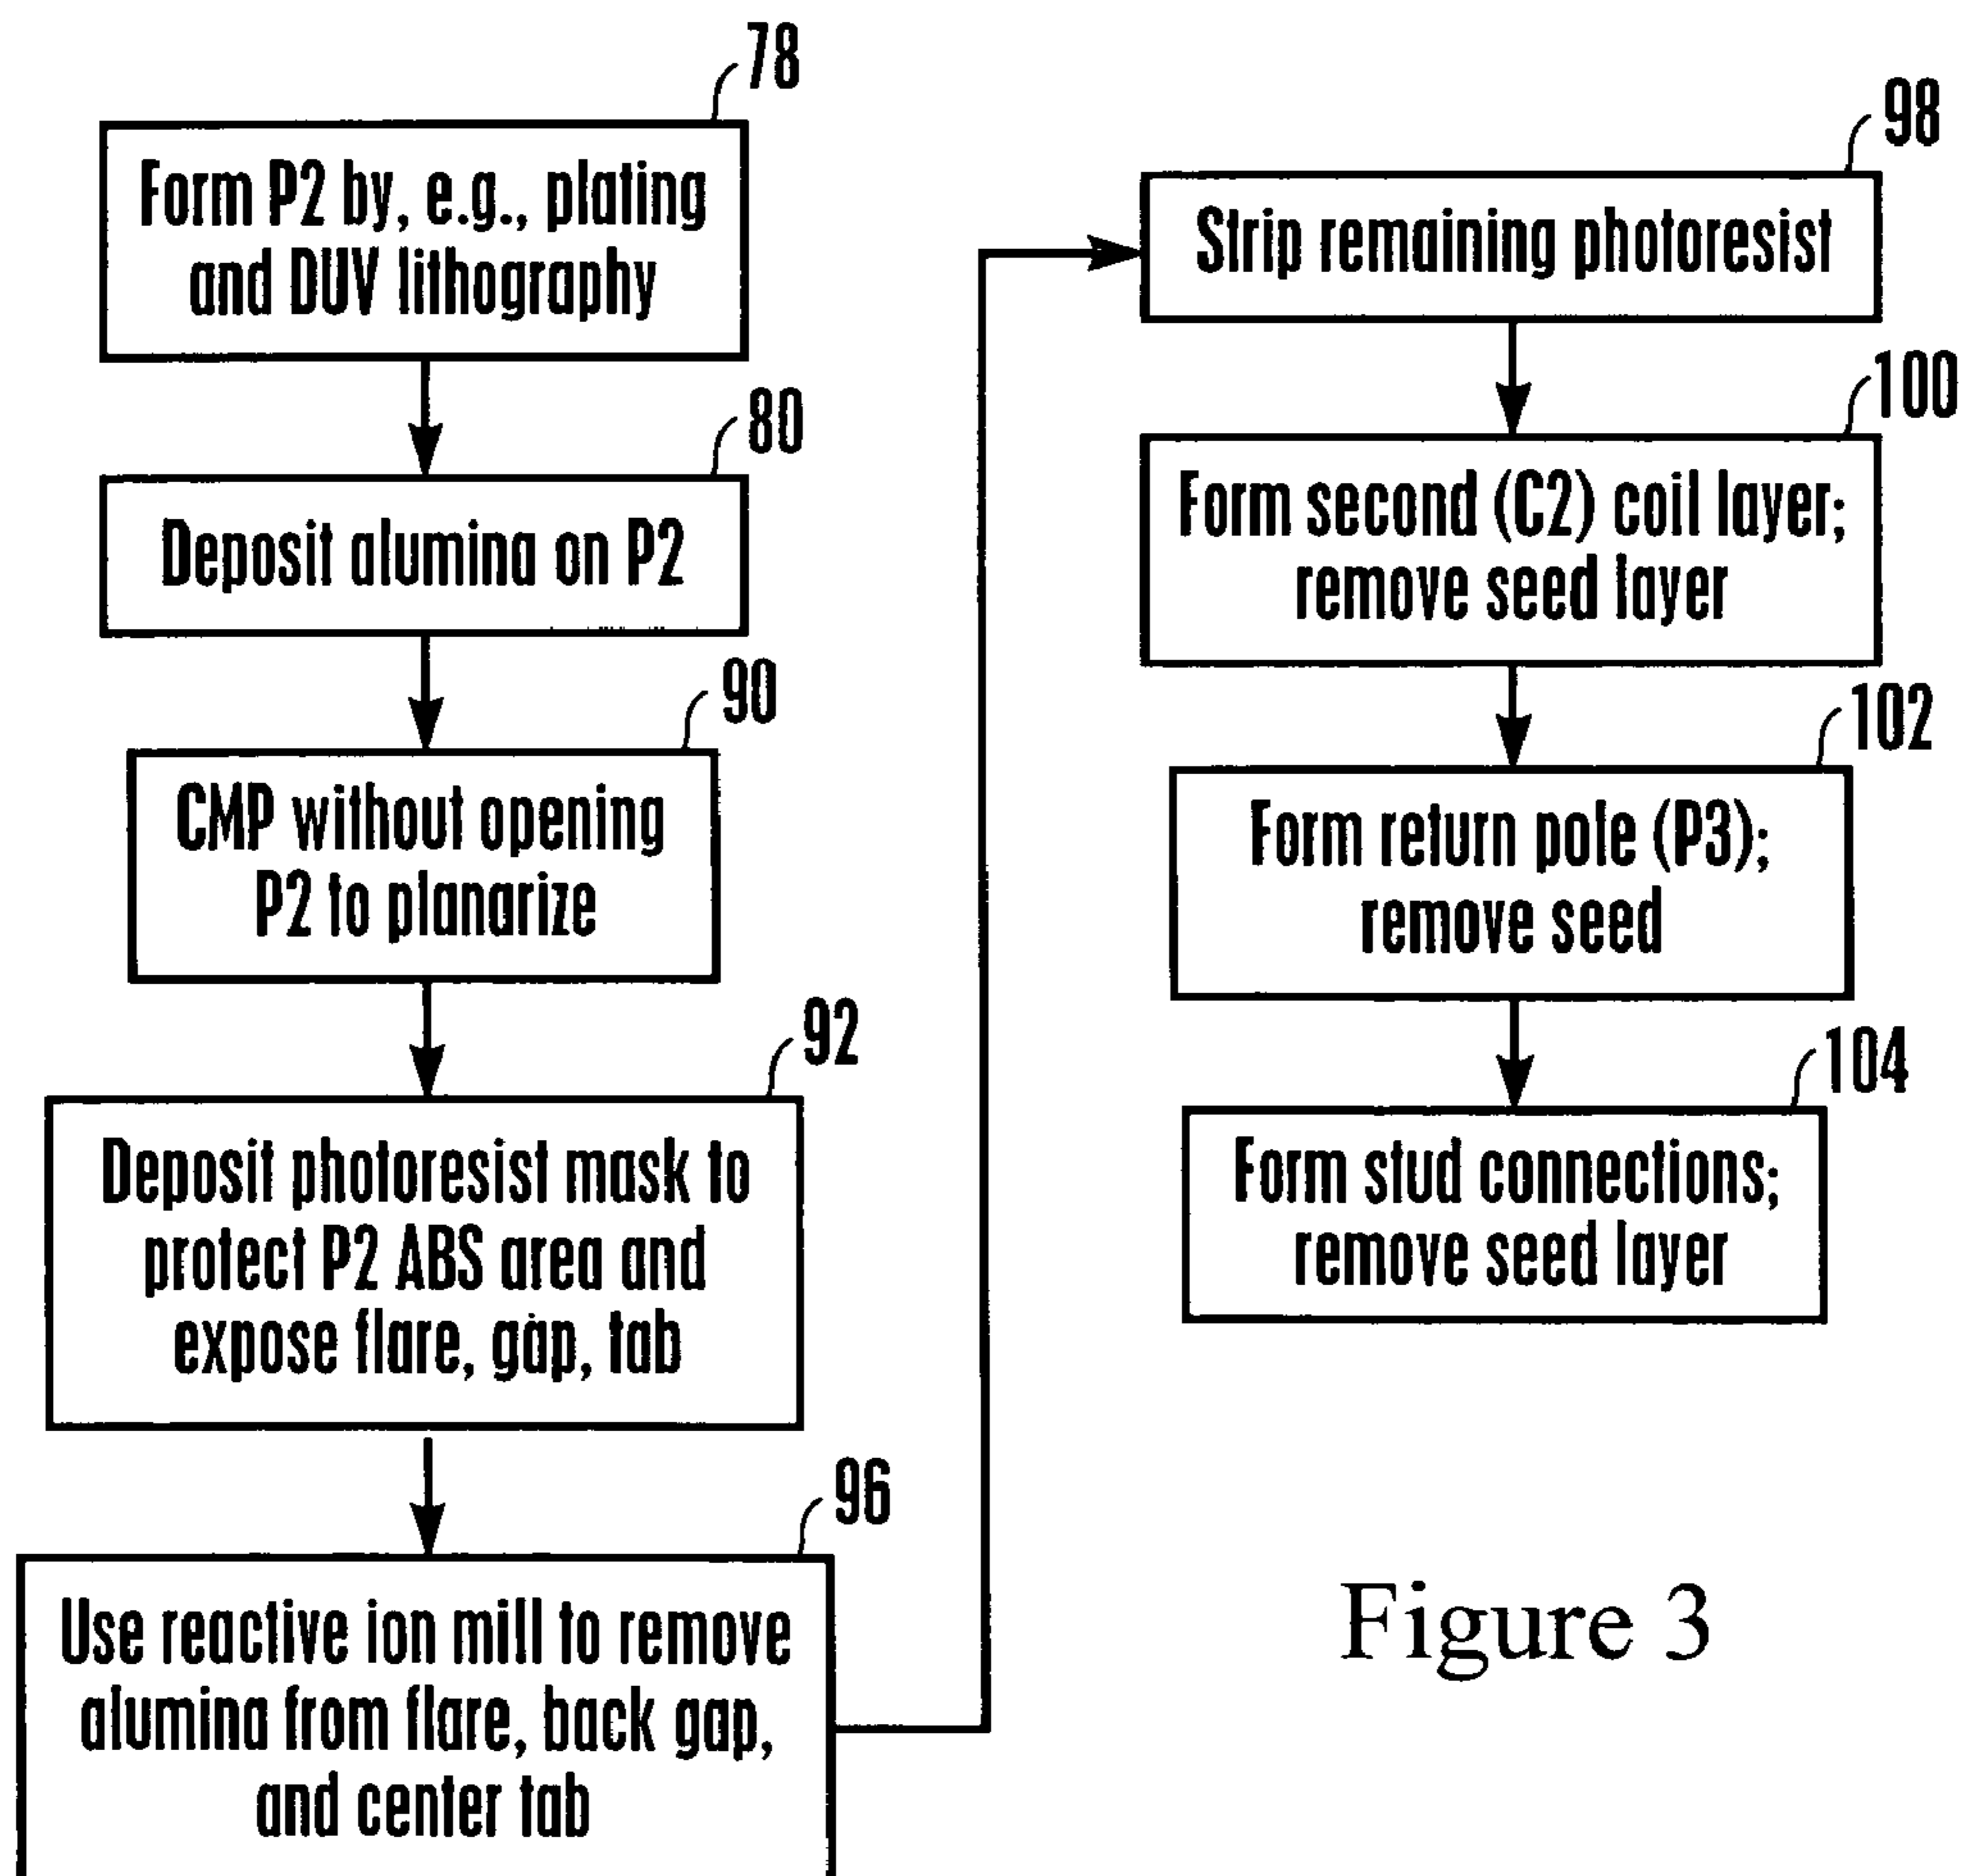 78
Form P2 by, e.g., plating
and DUV lithography
80
Deposit alumina on P2
90
CMP without opening
P2 to planarize
92
Deposit photoresist mask to
protect P2 ABS area and
expose flare, gap, tab
96
Use reactive ion mill to remove
alumina from flare, back gap,
and center tab
98
Strip remaining photoresist
100
Form second (C2) coil layer;
remove seed layer
102
Form return pole (P3);
remove seed
104
Form stud connections;
remove seed layer
Figure 3